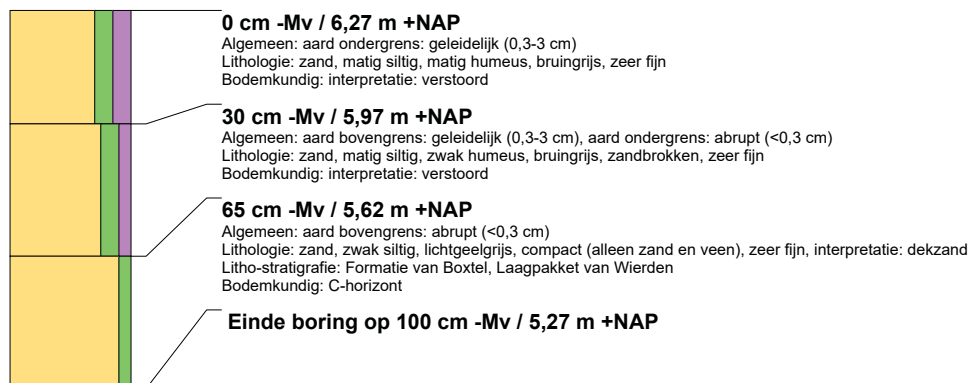 0 cm -Mv / 6,27 m +NAP
Algemeen: aard ondergrens: geleidelijk (0,3-3 cm)
Lithologie: zand, matig siltig, matig humeus, bruingrijs, zeer fijn
Bodemkundig: interpretatie: verstoord
30 cm -Mv / 5,97 m +NAP
Algemeen: aard bovengrens: geleidelijk (0,3-3 cm), aard ondergrens: abrupt (<0,3 cm)
Lithologie: zand, matig siltig, zwak humeus, bruingrijs, zandbrokken, zeer fijn
Bodemkundig: interpretatie: verstoord
65 cm -Mv / 5,62 m +NAP
Algemeen: aard bovengrens: abrupt (<0,3 cm)
Lithologie: zand, zwak siltig, lichtgeelgrijs, compact (alleen zand en veen), zeer fijn, interpretatie: dekzand
Litho-stratigrafie: Formatie van Boxtel, Laagpakket van Wierden
Bodemkundig: C-horizont
Einde boring op 100 cm -Mv / 5,27 m +NAP